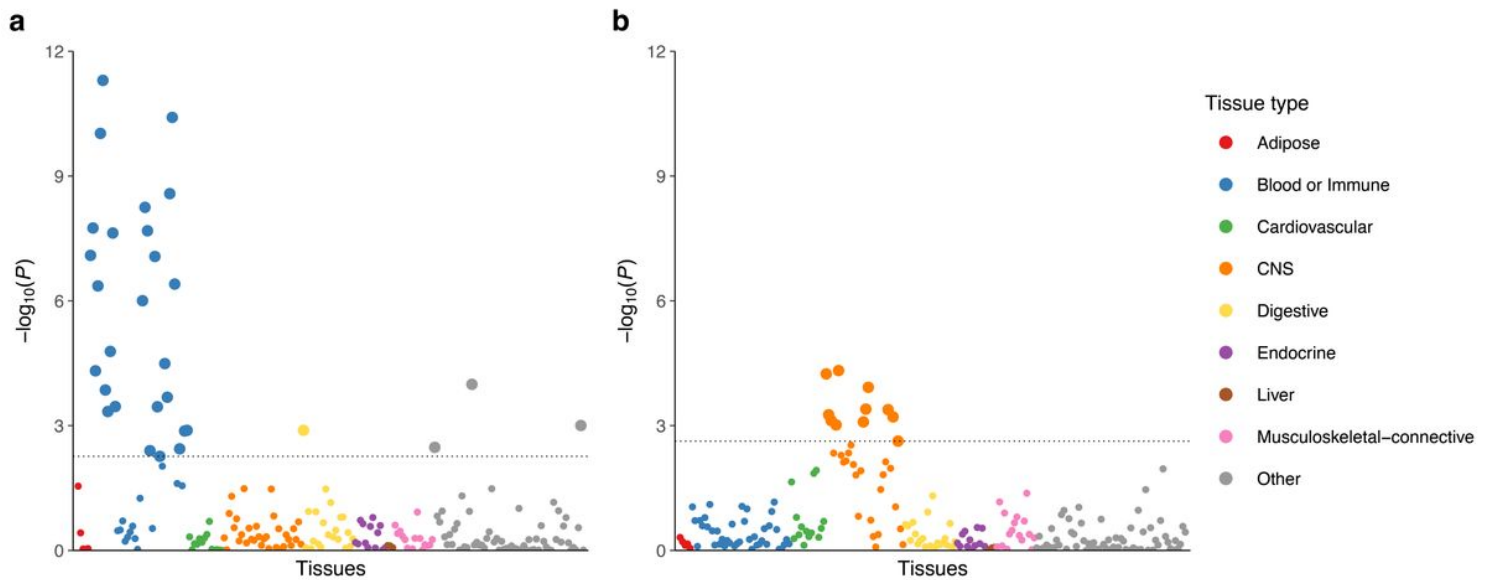 a
12
9
6
3
0
−log₁₀(P)
Tissues
b
12
9
6
3
0
−log₁₀(P)
Tissues
Tissue type
Adipose
Blood or Immune
Cardiovascular
CNS
Digestive
Endocrine
Liver
Musculoskeletal−connective
Other